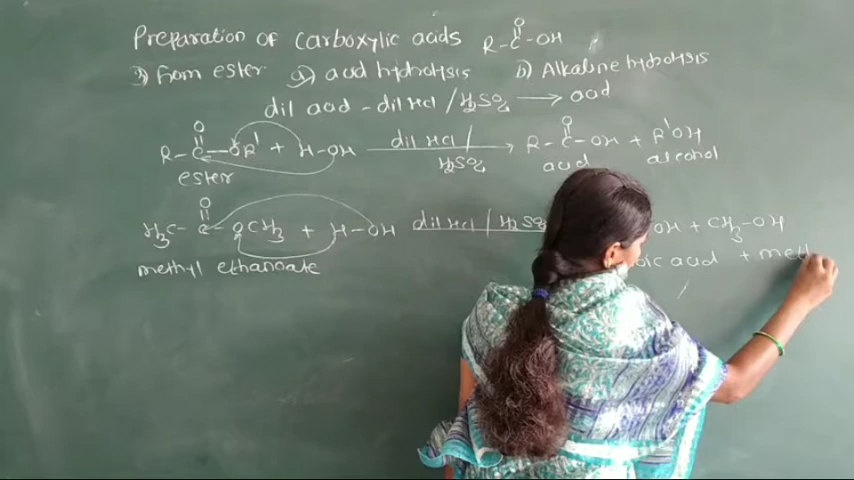 Preparation of carboxylic acids R-C-OH
O
||
3) From ester a) acid hydrolysis b) Alkaline hydrolysis
dil acid - dil HCl / H2SO4 → acid
O
||
R-C-OR' + H-OH dil HCl / H2SO4 → R-C-OH + R'OH
O
||
ester acid alcohol
O
||
H3C-C-OCH3 + H-OH dil HCl / H2SO4 OH + CH3-OH
methyl ethanoate oic acid + meth